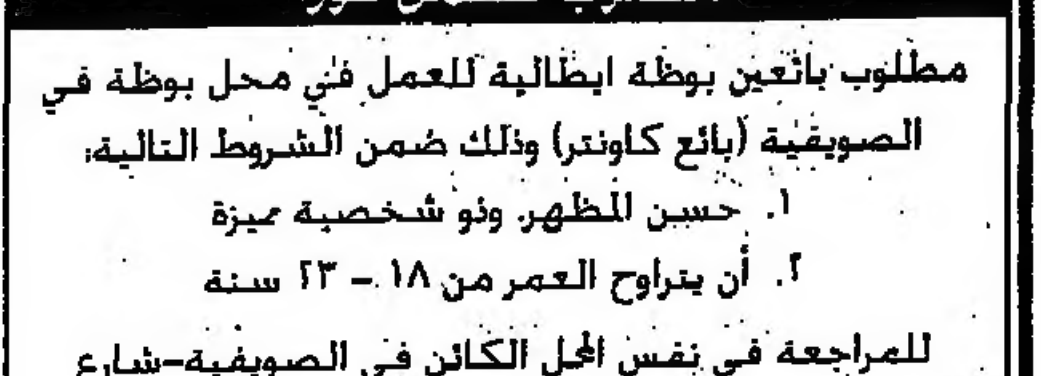 مطلوب بائعين بوظة ايطالية للعمل في محل بوظة في
الصويفية (بائع كاونتر) وذلك ضمن الشروط التالية:
١. حسن المظهر. وذو شخصية مميزة
٢. أن يتراوح العمر من ١٨ - ٢٣ سنة
للمراجعة في نفس المحل الكائن في الصويفية-شارع